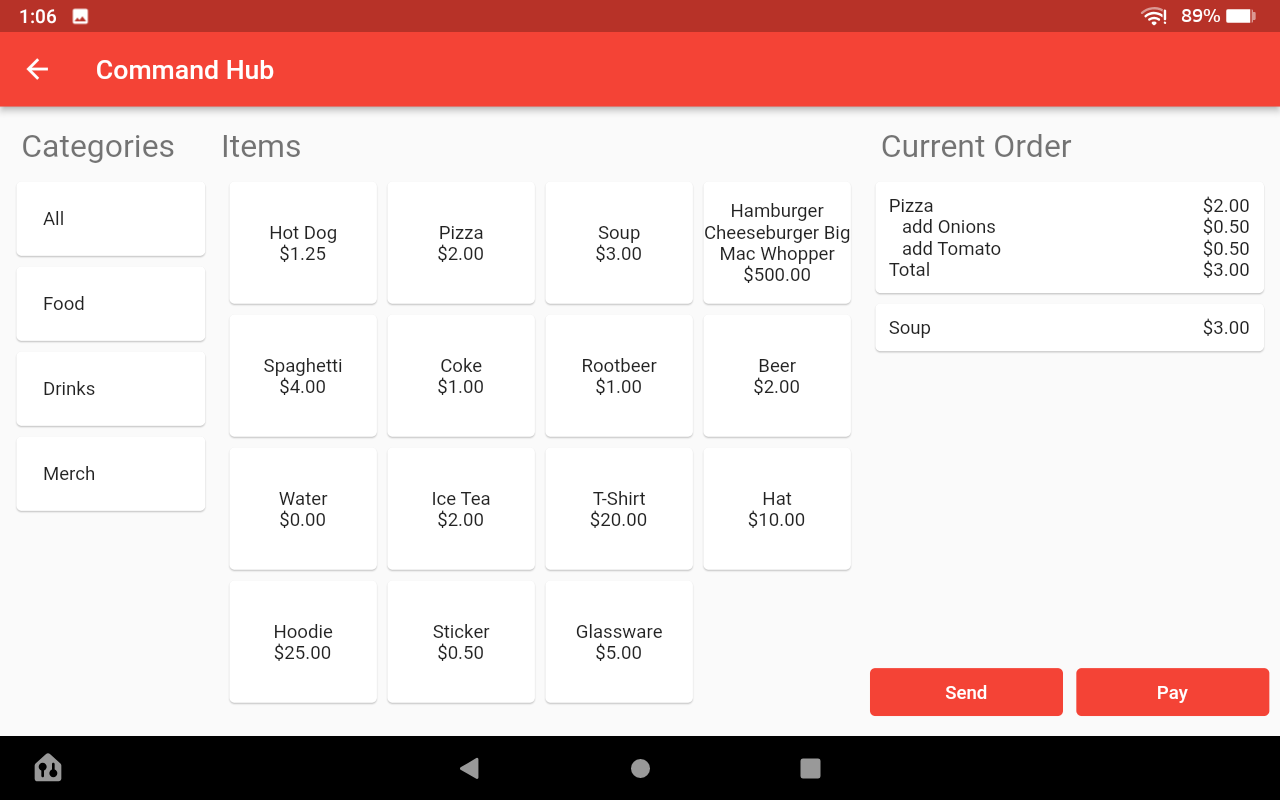 1:06
89%
Command Hub
Categories
Items
Current Order
All
Food
Drinks
Merch
Hot Dog
$1.25
Pizza
$2.00
Soup
$3.00
Hamburger
Cheeseburger Big
Mac Whopper
$500.00
Spaghetti
$4.00
Coke
$1.00
Rootbeer
$1.00
Beer
$2.00
Water
$0.00
Ice Tea
$2.00
T-Shirt
$20.00
Hat
$10.00
Hoodie
$25.00
Sticker
$0.50
Glassware
$5.00
Pizza $2.00
add Onions $0.50
add Tomato $0.50
Total $3.00
Soup $3.00
Send
Pay